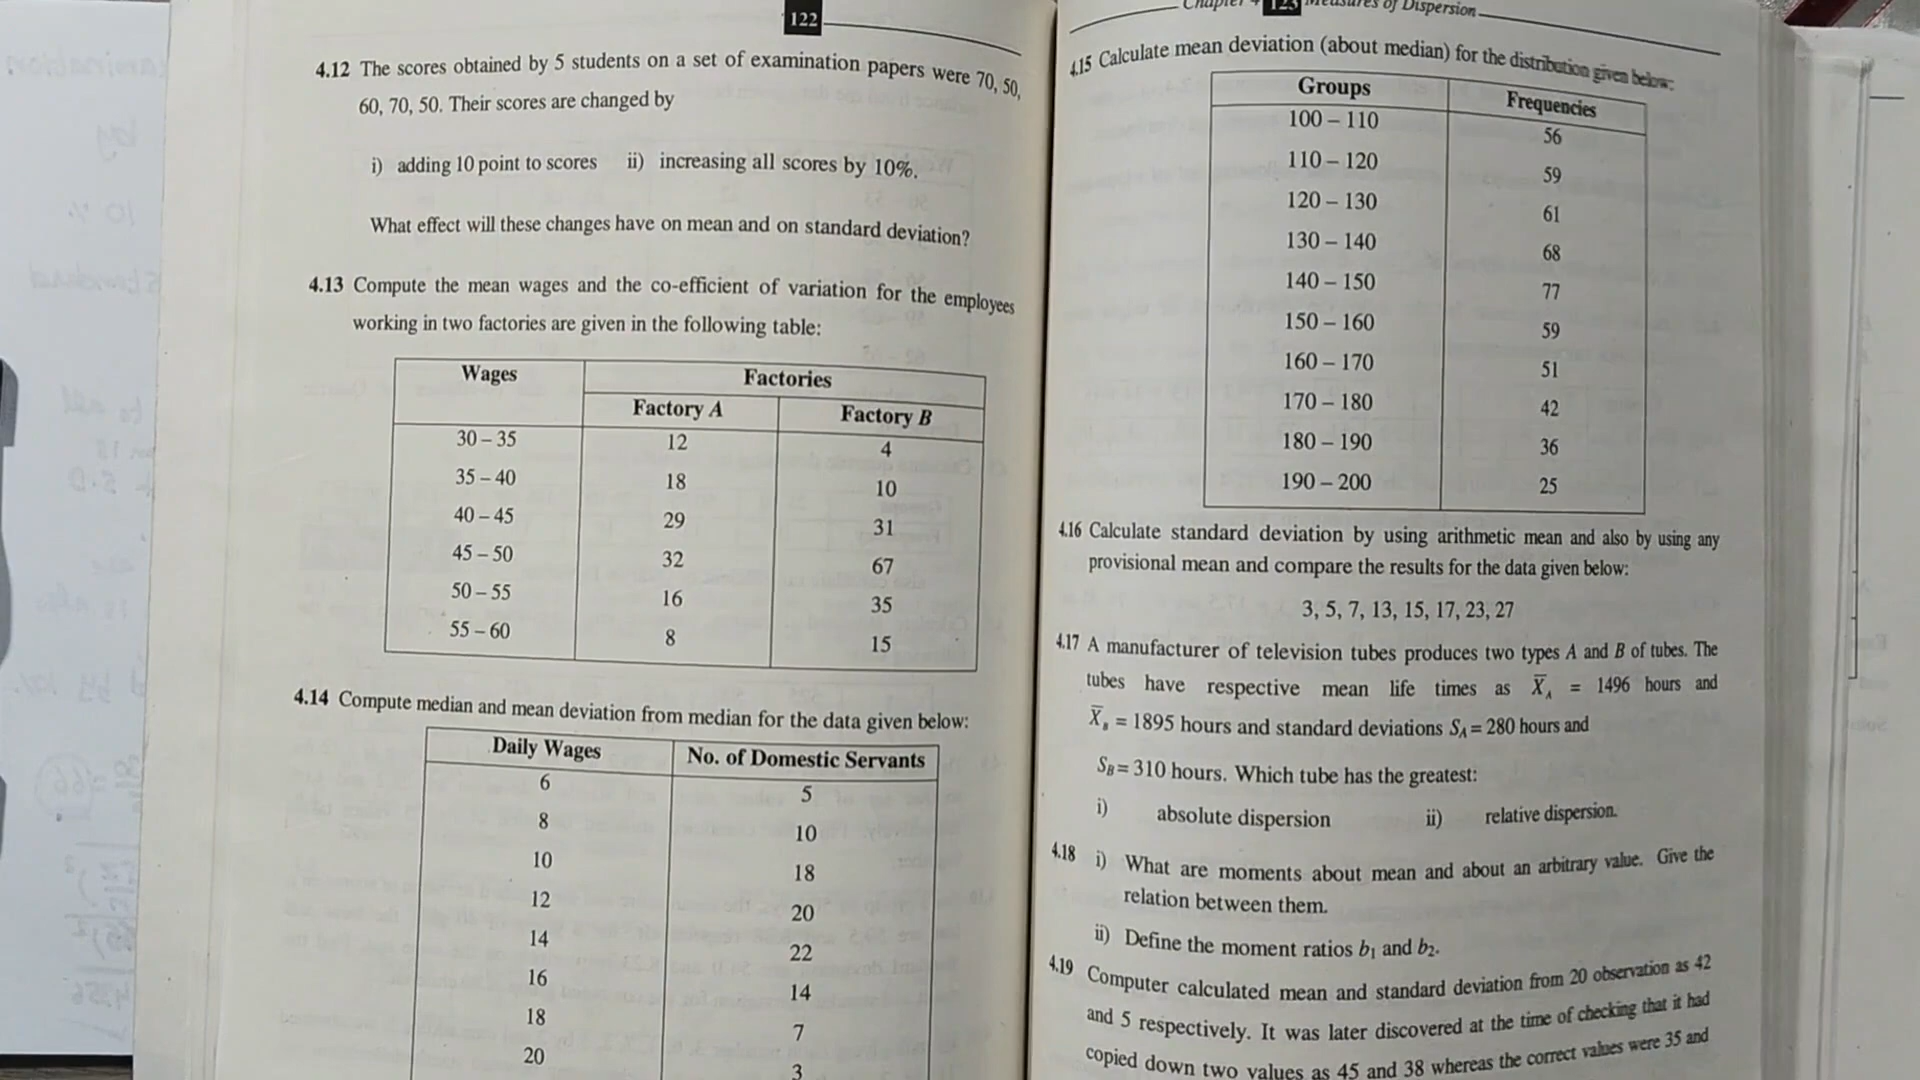 122
4.12 The scores obtained by 5 students on a set of examination papers were 70, 50,
60, 70, 50. Their scores are changed by
i) adding 10 point to scores ii) increasing all scores by 10%.
What effect will these changes have on mean and on standard deviation?
4.13 Compute the mean wages and the co-efficient of variation for the employees
working in two factories are given in the following table:
Wages Factories
Factory A Factory B
30 – 35 12 4
35 – 40 18 10
40 – 45 29 31
45 – 50 32 67
50 – 55 16 35
55 – 60 8 15
4.14 Compute median and mean deviation from median for the data given below:
Daily Wages No. of Domestic Servants
6 5
8 10
10 18
12 20
14 22
16 14
18 7
20 3
Chapter 4 123 Measures of Dispersion
4.15 Calculate mean deviation (about median) for the distribution given below:
Groups Frequencies
100 – 110 56
110 – 120 59
120 – 130 61
130 – 140 68
140 – 150 77
150 – 160 59
160 – 170 51
170 – 180 42
180 – 190 36
190 – 200 25
4.16 Calculate standard deviation by using arithmetic mean and also by using any
provisional mean and compare the results for the data given below:
3, 5, 7, 13, 15, 17, 23, 27
4.17 A manufacturer of television tubes produces two types A and B of tubes. The
tubes have respective mean life times as X̅_A = 1496 hours and
X̅_B = 1895 hours and standard deviations S_A = 280 hours and
S_B = 310 hours. Which tube has the greatest:
i) absolute dispersion ii) relative dispersion.
4.18 i) What are moments about mean and about an arbitrary value. Give the
relation between them.
ii) Define the moment ratios b₁ and b₂.
4.19 Computer calculated mean and standard deviation from 20 observation as 42
and 5 respectively. It was later discovered at the time of checking that it had
copied down two values as 45 and 38 whereas the correct values were 35 and